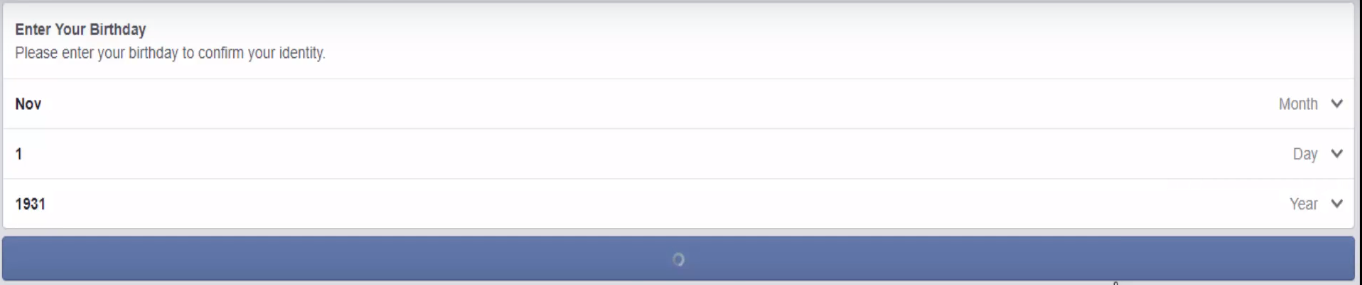 Enter Your Birthday
Please enter your birthday to confirm your identity.
Nov Month
1 Day
1931 Year